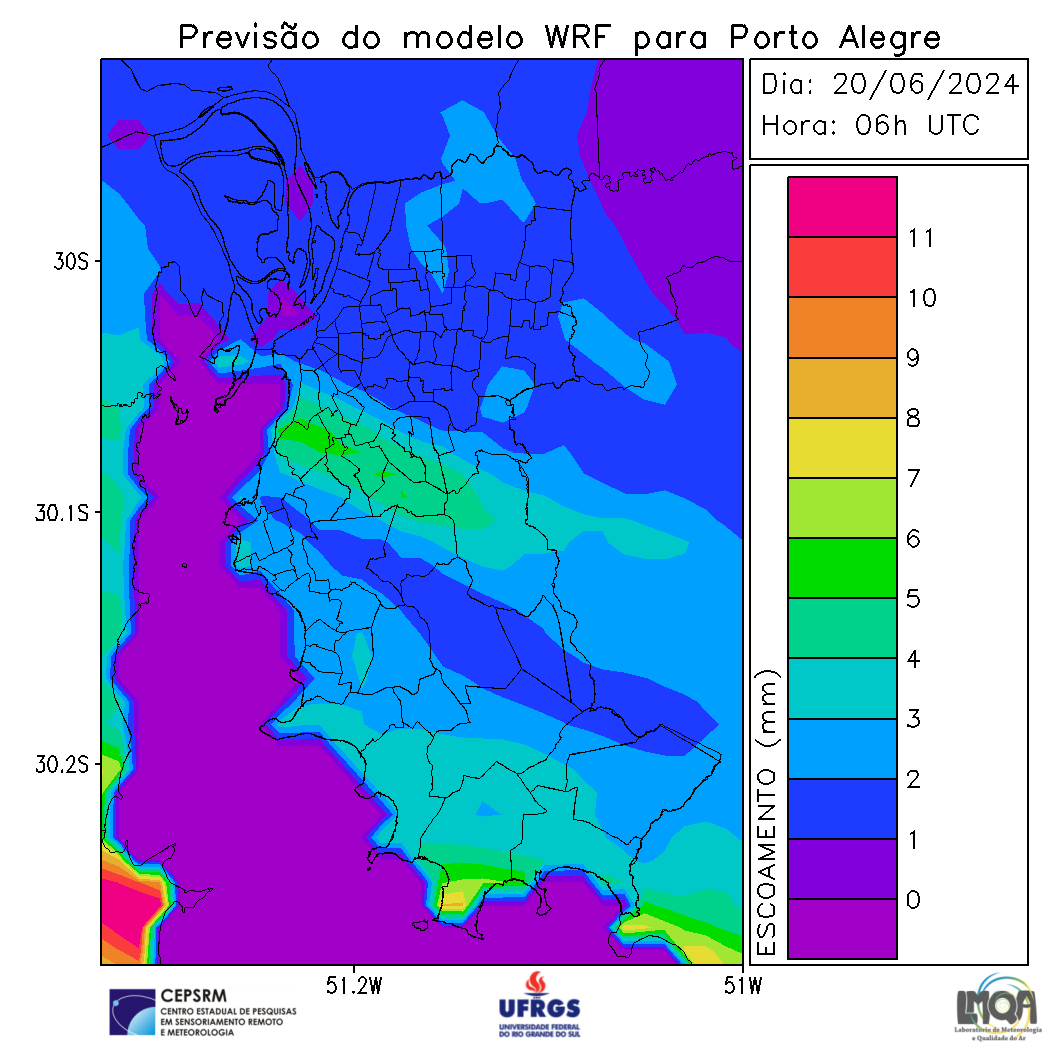 Previsão do modelo WRF para Porto Alegre
Dia: 20/06/2024
Hora: 06h UTC
30S
30.1S
30.2S
51.2W
51W
ESCOAMENTO (mm)
11
10
9
8
7
6
5
4
3
2
1
0
CEPSRM
CENTRO ESTADUAL DE PESQUISAS
EM SENSORIAMENTO REMOTO
E METEOROLOGIA
UFRGS
UNIVERSIDADE FEDERAL
DO RIO GRANDE DO SUL
LMQA
Laboratório de Meteorologia
e Qualidade do Ar